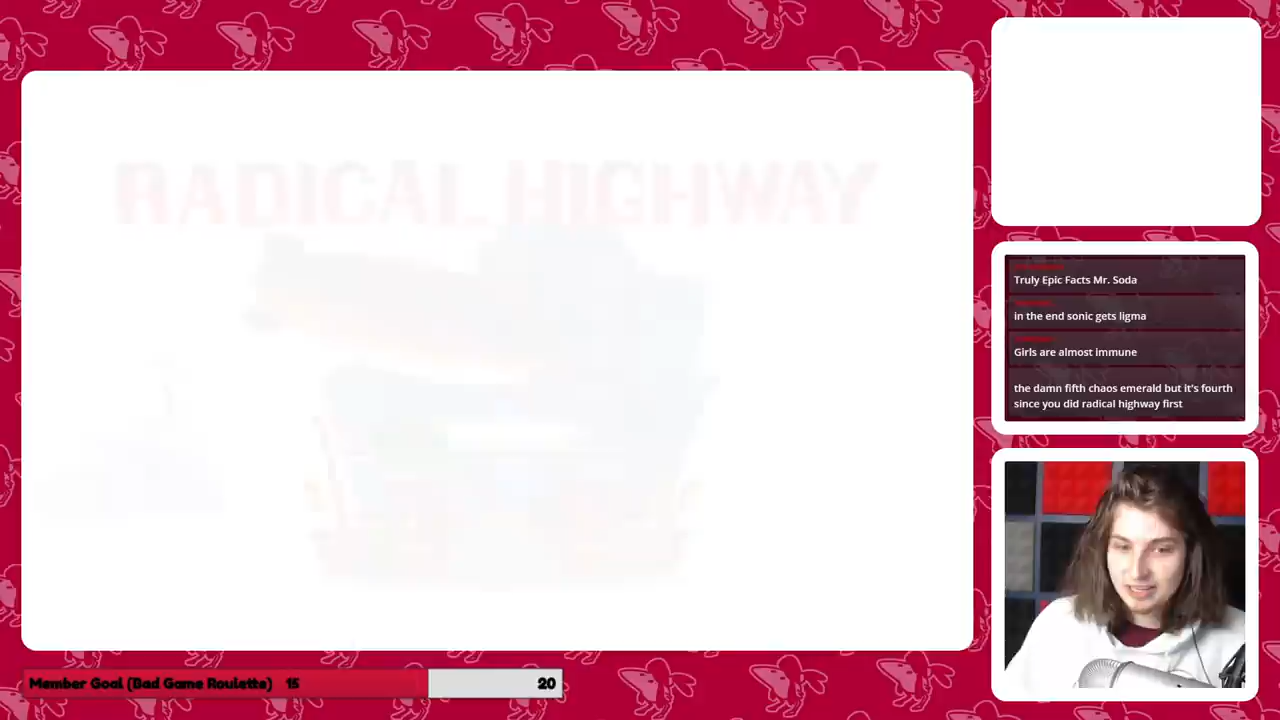 RADICAL HIGHWAY
Truly Epic Facts Mr. Soda
in the end sonic gets ligma
Girls are almost immune
the damn fifth chaos emerald but it's fourth
since you did radical highway first
Member Goal (Bad Game Roulette) 15
20